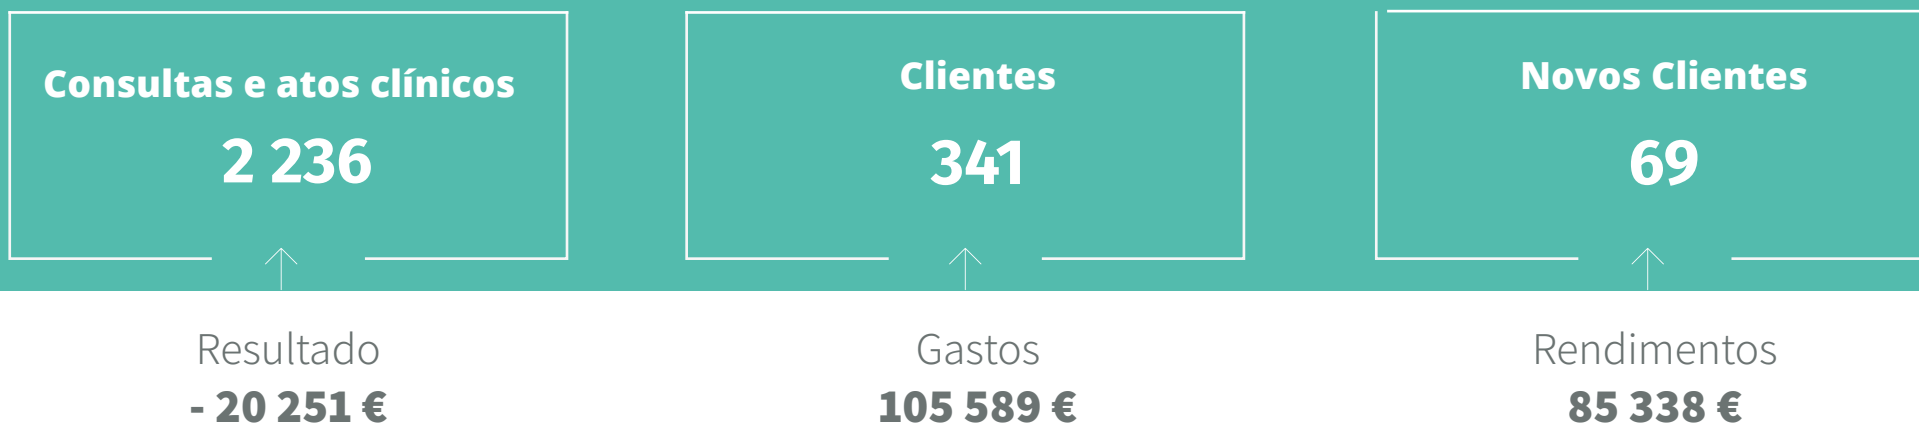 Consultas e atos clínicos
2 236
Clientes
341
Novos Clientes
69
Resultado
- 20 251 €
Gastos
105 589 €
Rendimentos
85 338 €